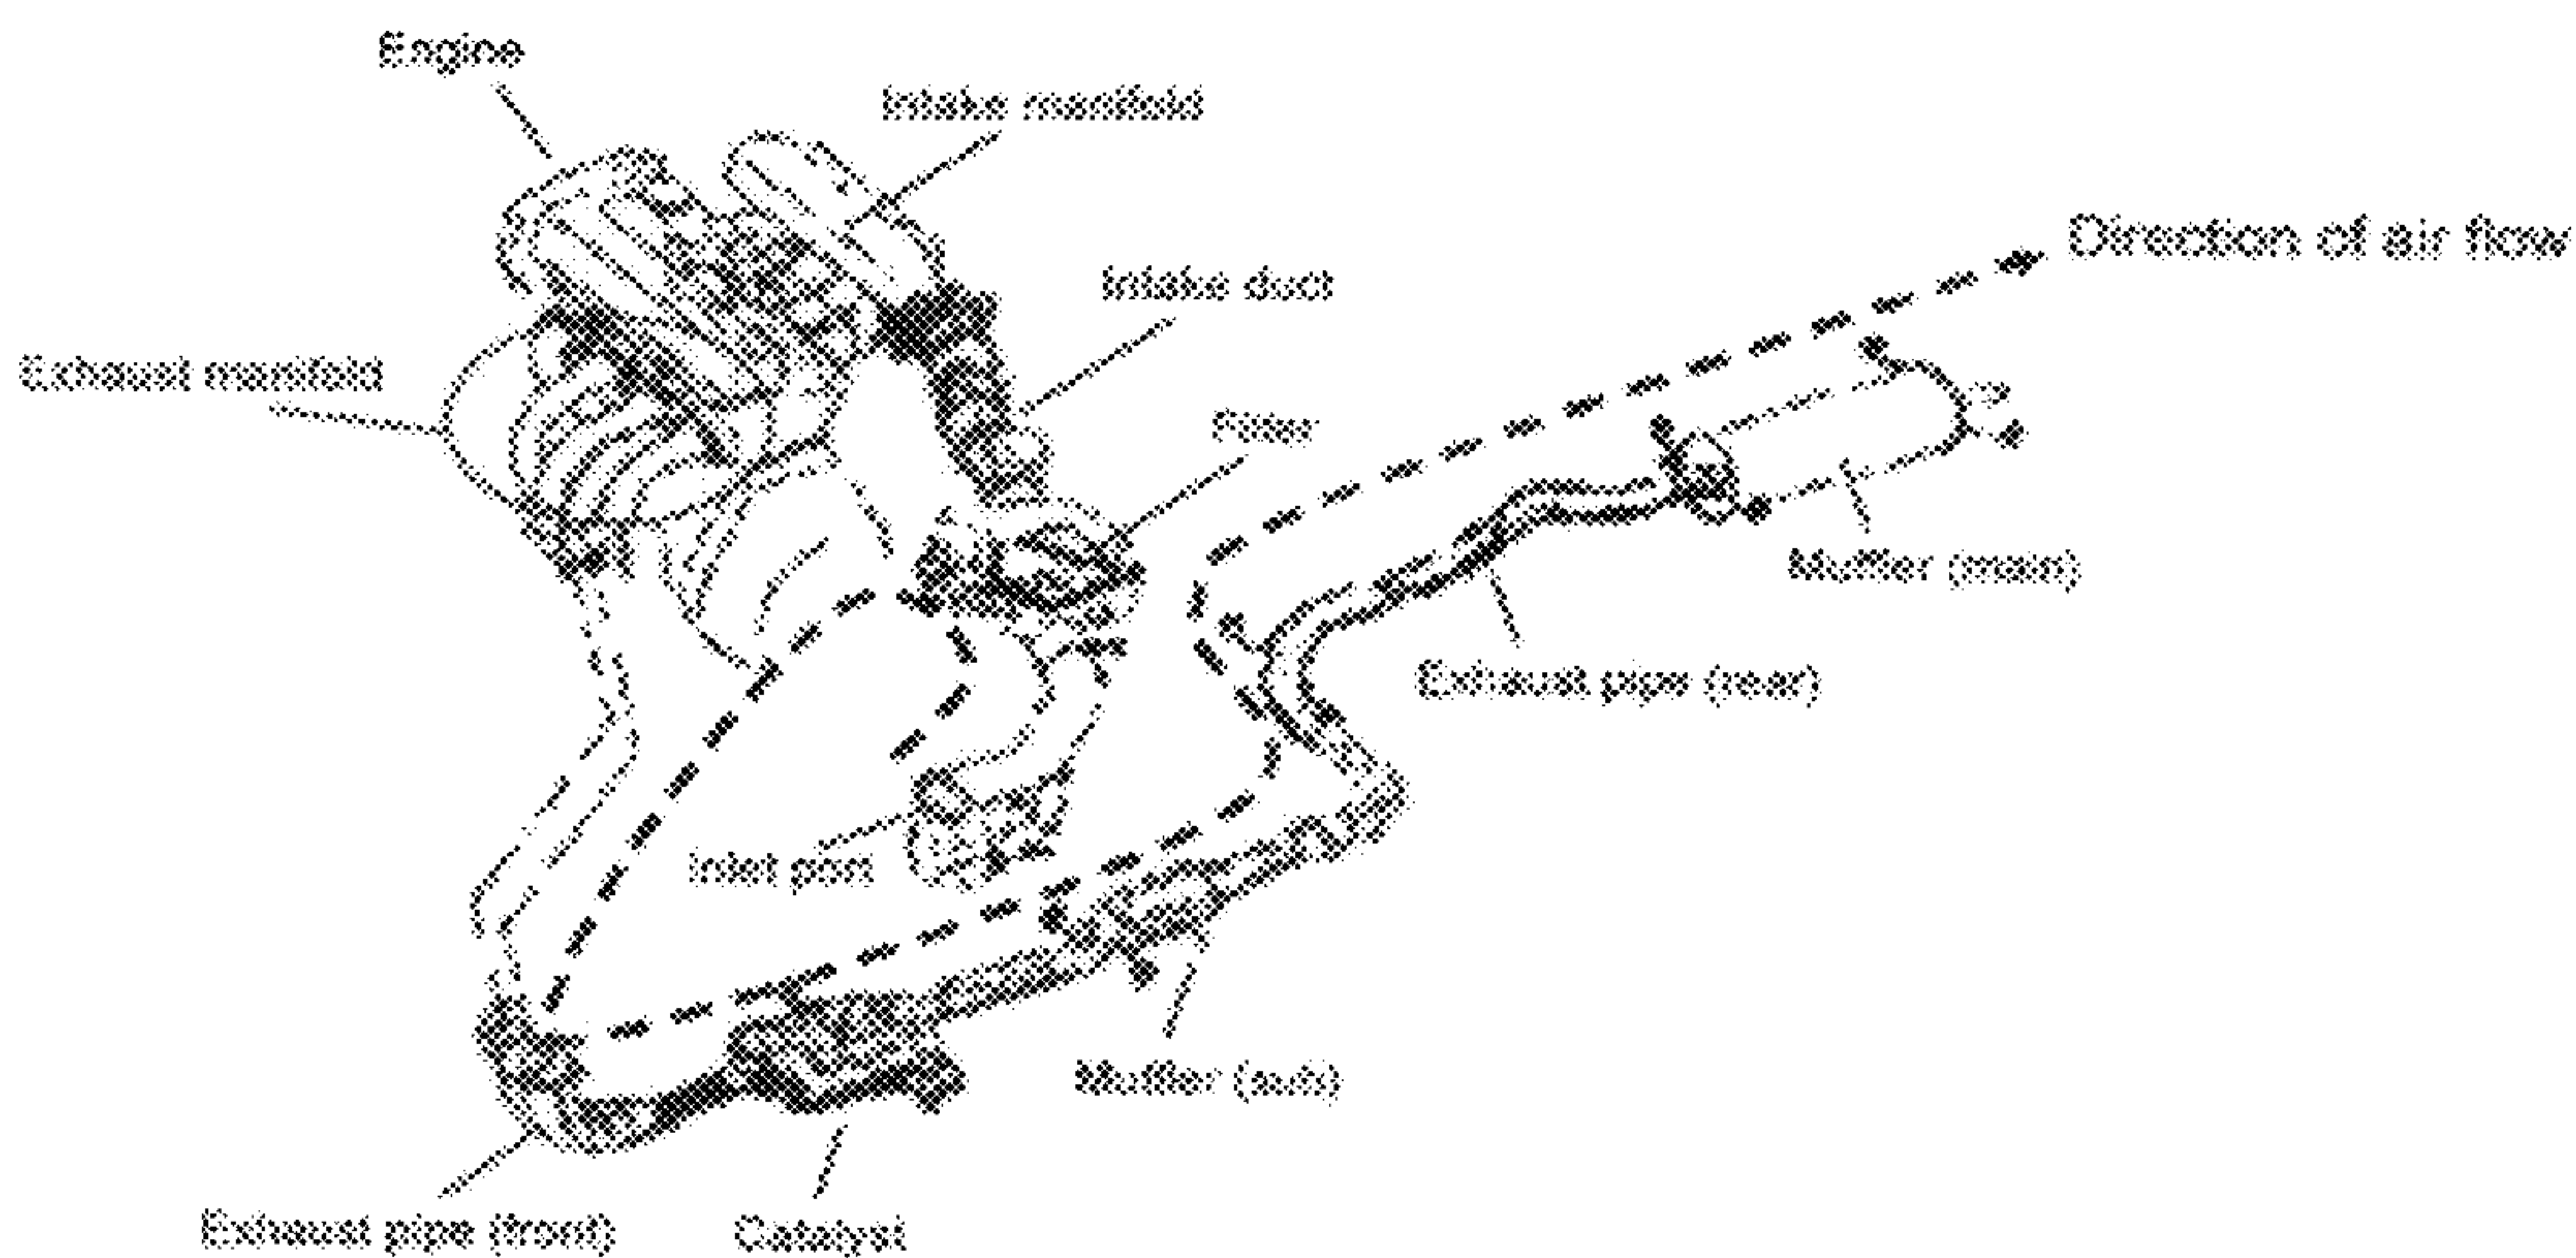 Engine
Intake manifold
Direction of air flow
Intake duct
Exhaust manifold
Filter
Muffler (main)
Exhaust pipe (rear)
Inlet port
Muffler (sub)
Exhaust pipe (front)
Catalyst